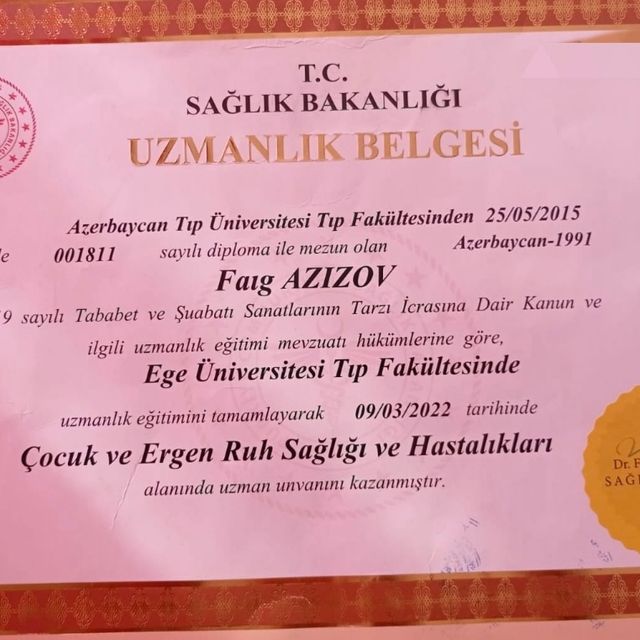 T.C.
SAĞLIK BAKANLIĞI
UZMANLIK BELGESİ
Azerbaycan Tıp Üniversitesi Tıp Fakültesinden 25/05/2015
001811 sayılı diploma ile mezun olan Azerbaycan-1991
Faıg AZIZOV
sayılı Tababet ve Şuabatı Sanatlarının Tarzı İcrasına Dair Kanun ve
ilgili uzmanlık eğitimi mevzuatı hükümlerine göre,
Ege Üniversitesi Tıp Fakültesinde
uzmanlık eğitimini tamamlayarak 09/03/2022 tarihinde
Çocuk ve Ergen Ruh Sağlığı ve Hastalıkları
alanında uzman unvanını kazanmıştır.
Dr. F
SAĞ